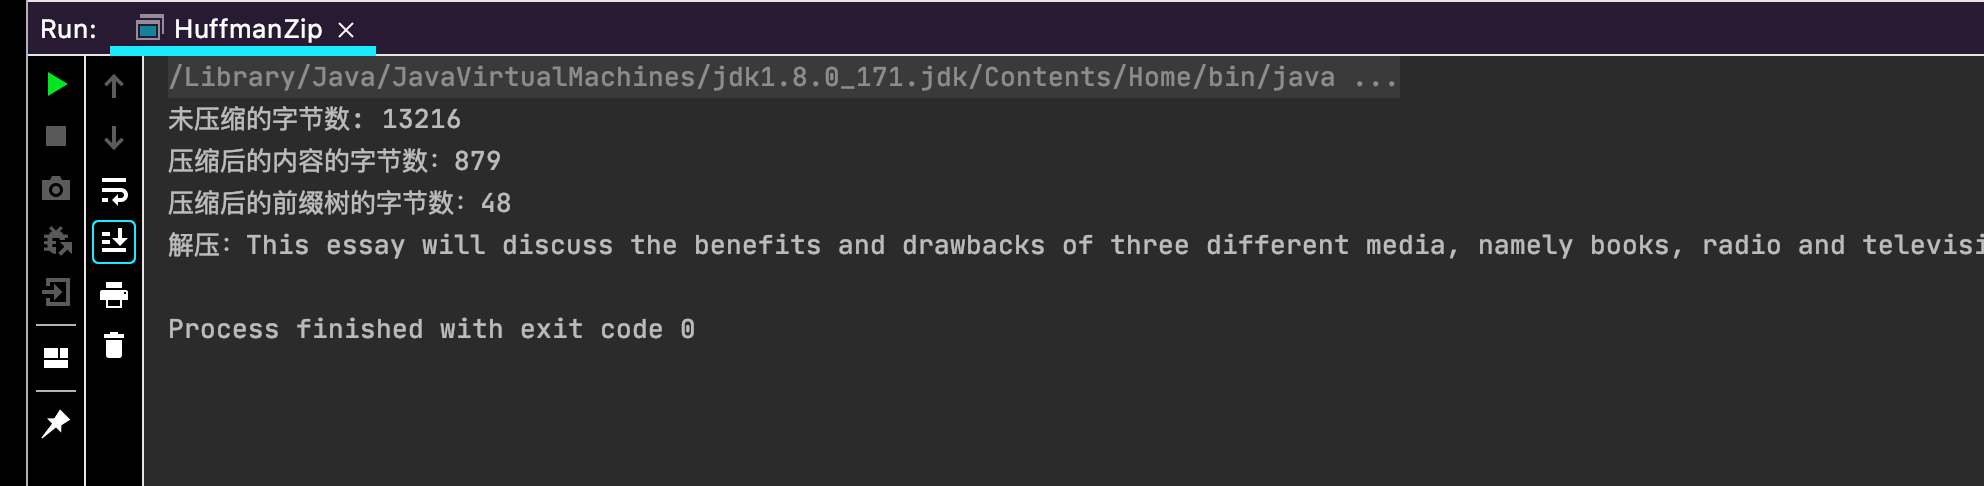 Run: HuffmanZip
/Library/Java/JavaVirtualMachines/jdk1.8.0_171.jdk/Contents/Home/bin/java ...
未压缩的字节数: 13216
压缩后的内容的字节数: 879
压缩后的前缀树的字节数: 48
解压: This essay will discuss the benefits and drawbacks of three different media, namely books, radio and televisi
Process finished with exit code 0